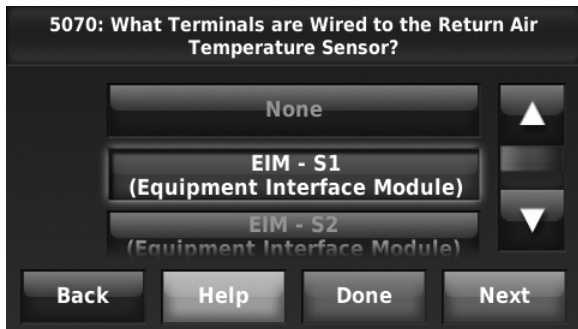 5070: What Terminals are Wired to the Return Air
Temperature Sensor?
None
EIM - S1
(Equipment Interface Module)
EIM - S2
(Equipment Interface Module)
Back
Help
Done
Next